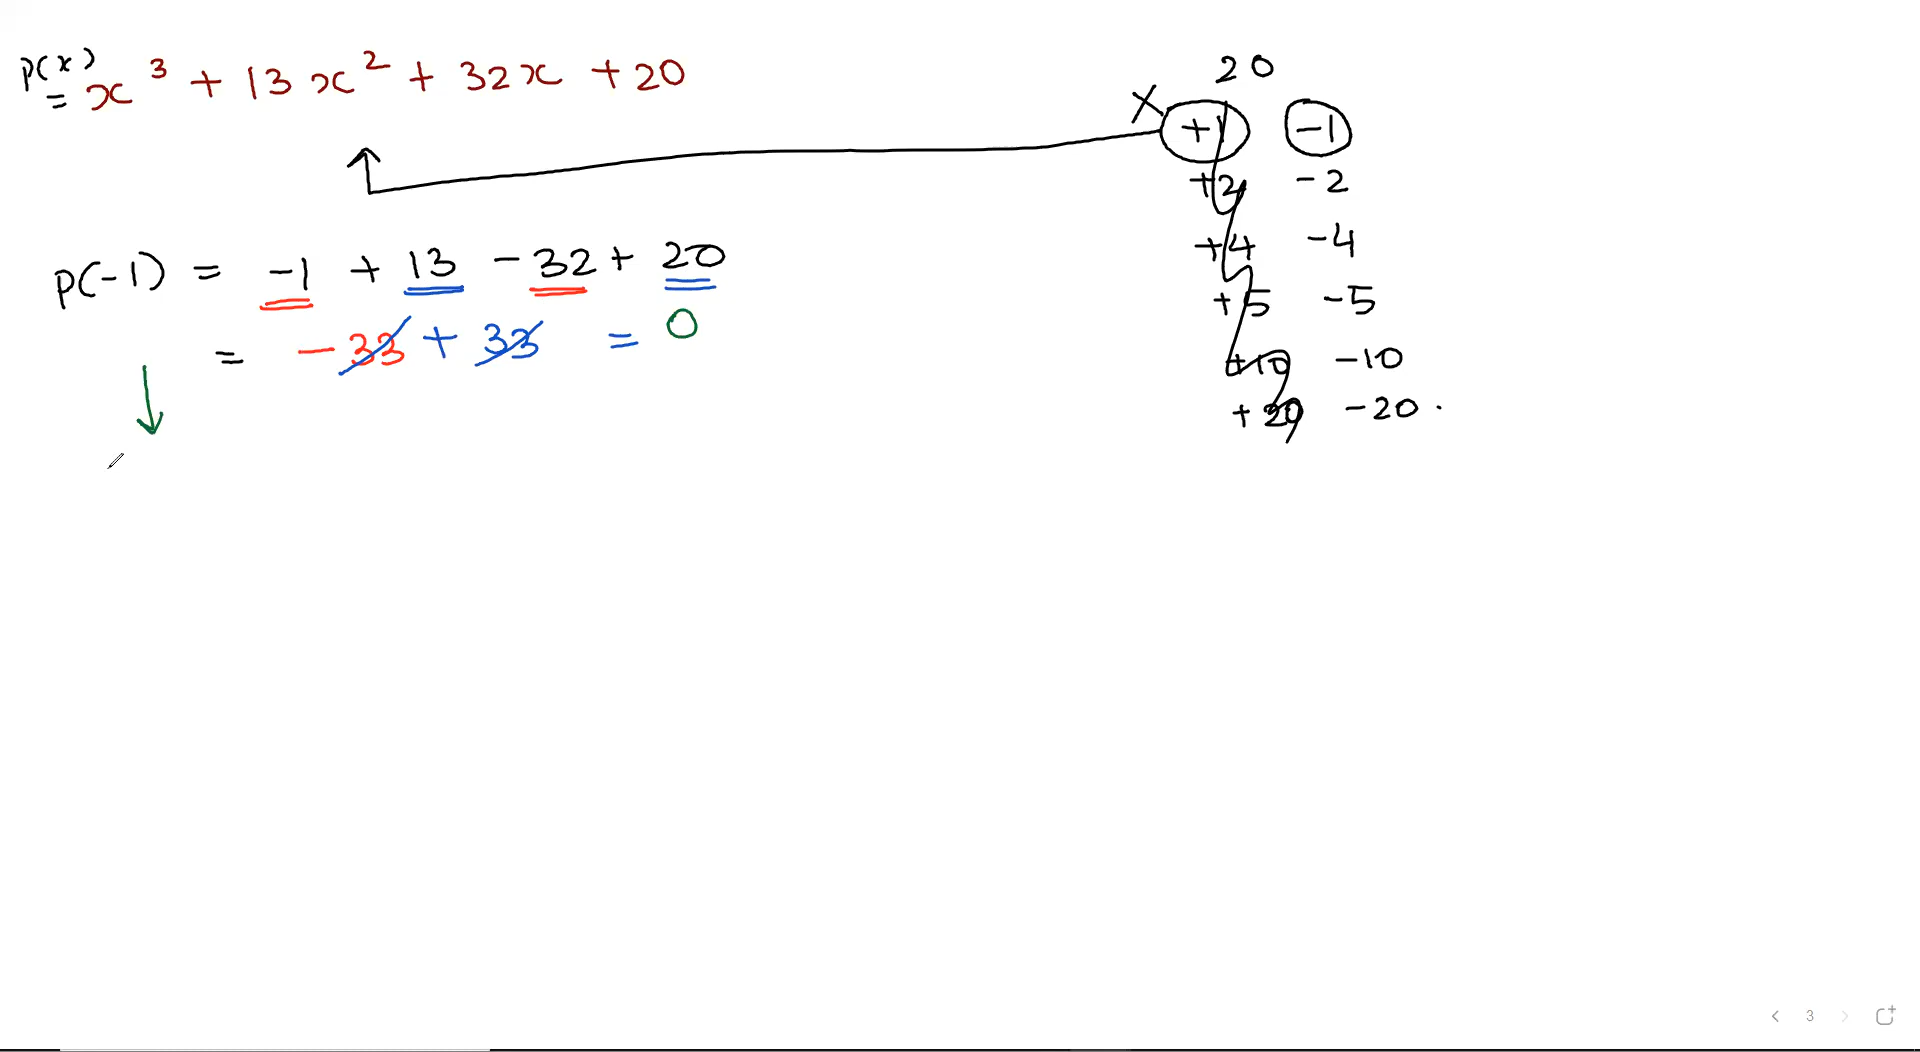 p(x)
= x³ + 13x² + 32x + 20
20
X +1 -1
+2 -2
+4 -4
+5 -5
+10 -10
+20 -20 .
p(-1) = -1 + 13 - 32 + 20
= - 33 + 33 = 0
< 3 >